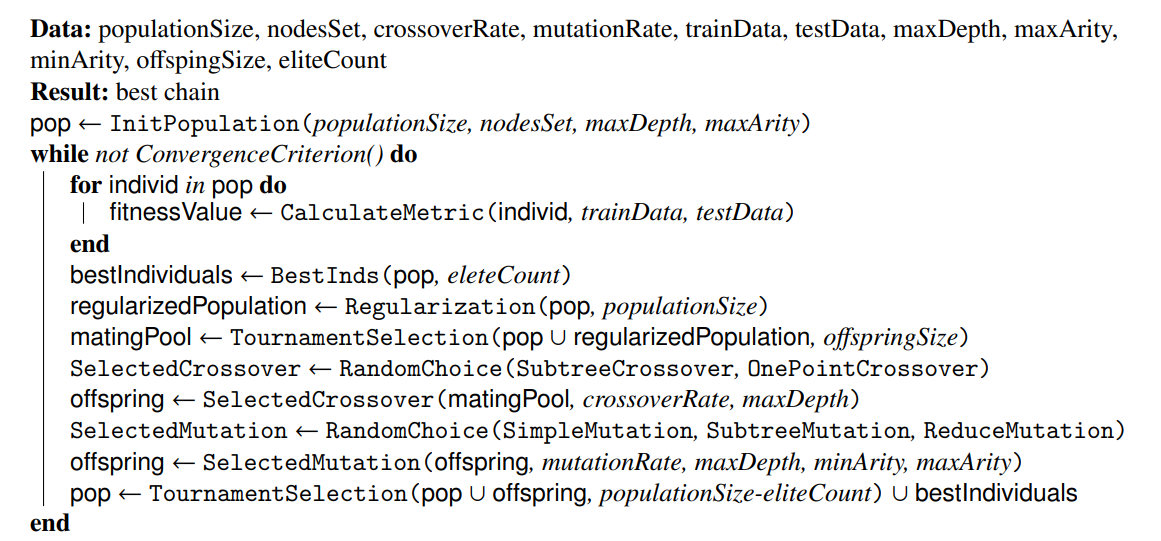 Data: populationSize, nodesSet, crossoverRate, mutationRate, trainData, testData, maxDepth, maxArity,
minArity, offspingSize, eliteCount
Result: best chain
pop ← InitPopulation(populationSize, nodesSet, maxDepth, maxArity)
while not ConvergenceCriterion() do
for individ in pop do
fitnessValue ← CalculateMetric(individ, trainData, testData)
end
bestIndividuals ← BestInds(pop, eleteCount)
regularizedPopulation ← Regularization(pop, populationSize)
matingPool ← TournamentSelection(pop ∪ regularizedPopulation, offspringSize)
SelectedCrossover ← RandomChoice(SubtreeCrossover, OnePointCrossover)
offspring ← SelectedCrossover(matingPool, crossoverRate, maxDepth)
SelectedMutation ← RandomChoice(SimpleMutation, SubtreeMutation, ReduceMutation)
offspring ← SelectedMutation(offspring, mutationRate, maxDepth, minArity, maxArity)
pop ← TournamentSelection(pop ∪ offspring, populationSize-eliteCount) ∪ bestIndividuals
end